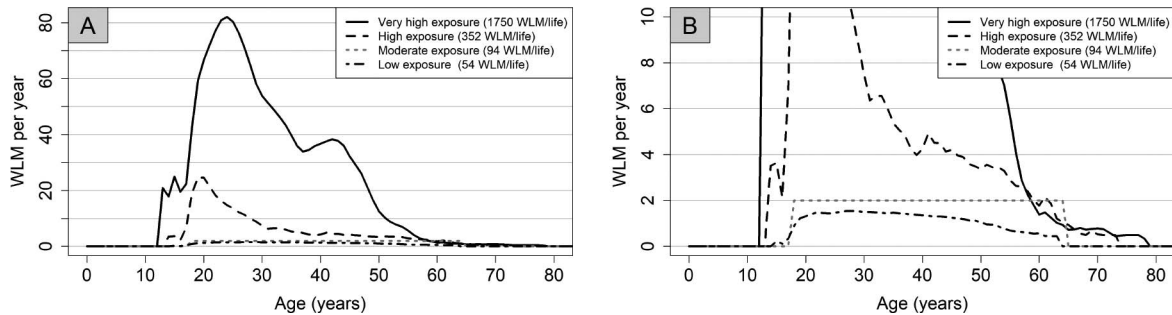 A
Very high exposure (1750 WLM/life)
High exposure (352 WLM/life)
Moderate exposure (94 WLM/life)
Low exposure (54 WLM/life)
WLM per year
80
60
40
20
0
0 10 20 30 40 50 60 70 80
Age (years)
B
Very high exposure (1750 WLM/life)
High exposure (352 WLM/life)
Moderate exposure (94 WLM/life)
Low exposure (54 WLM/life)
WLM per year
10
8
6
4
2
0
0 10 20 30 40 50 60 70 80
Age (years)